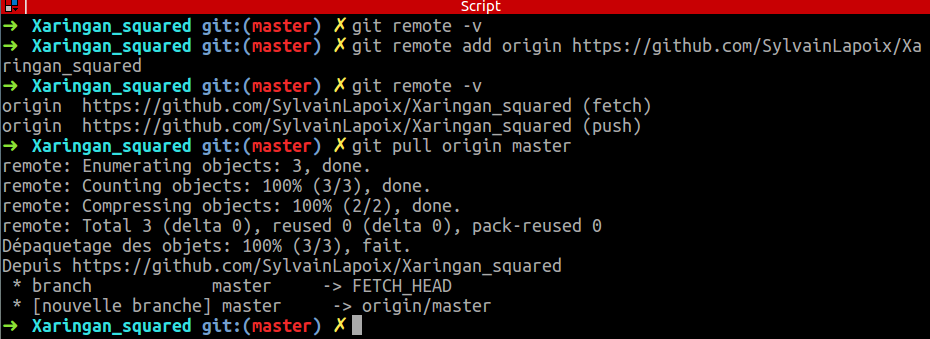 Script
➜  Xaringan_squared git:(master) ✗ git remote -v
➜  Xaringan_squared git:(master) ✗ git remote add origin https://github.com/SylvainLapoix/Xa
ringan_squared
➜  Xaringan_squared git:(master) ✗ git remote -v
origin  https://github.com/SylvainLapoix/Xaringan_squared (fetch)
origin  https://github.com/SylvainLapoix/Xaringan_squared (push)
➜  Xaringan_squared git:(master) ✗ git pull origin master
remote: Enumerating objects: 3, done.
remote: Counting objects: 100% (3/3), done.
remote: Compressing objects: 100% (2/2), done.
remote: Total 3 (delta 0), reused 0 (delta 0), pack-reused 0
Dépaquetage des objets: 100% (3/3), fait.
Depuis https://github.com/SylvainLapoix/Xaringan_squared
 * branch            master     -> FETCH_HEAD
 * [nouvelle branche] master     -> origin/master
➜  Xaringan_squared git:(master) ✗